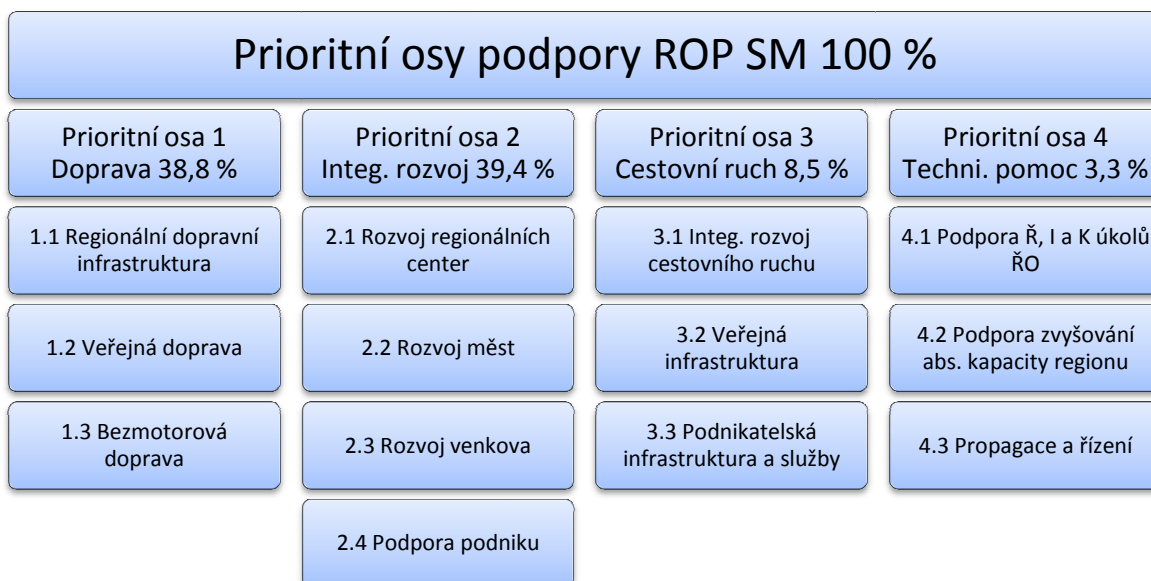 Prioritní osy podpory ROP SM 100 %
Prioritní osa 1
Doprava 38,8 %
1.1 Regionální dopravní
infrastruktura
1.2 Veřejná doprava
1.3 Bezmotorová
doprava
Prioritní osa 2
Integ. rozvoj 39,4 %
2.1 Rozvoj regionálních
center
2.2 Rozvoj měst
2.3 Rozvoj venkova
2.4 Podpora podniku
Prioritní osa 3
Cestovní ruch 8,5 %
3.1 Integ. rozvoj
cestovního ruchu
3.2 Veřejná
infrastruktura
3.3 Podnikatelská
infrastruktura a služby
Prioritní osa 4
Techni. pomoc 3,3 %
4.1 Podpora Ř, I a K úkolů
ŘO
4.2 Podpora zvyšování
abs. kapacity regionu
4.3 Propagace a řízení